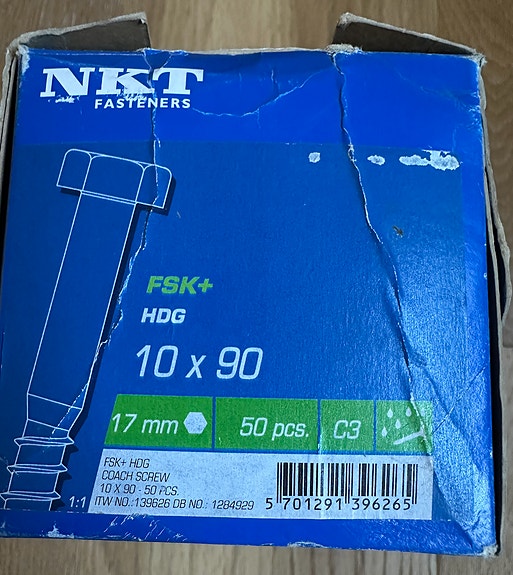 NKT
FASTENERS
FSK+
HDG
10 x 90
17 mm 50 pcs. C3
FSK+ HDG
COACH SCREW
10 X 90 - 50 PCS.
ITW NO.:139626 DB NO.: 1284929
1:1
5 701291 396265